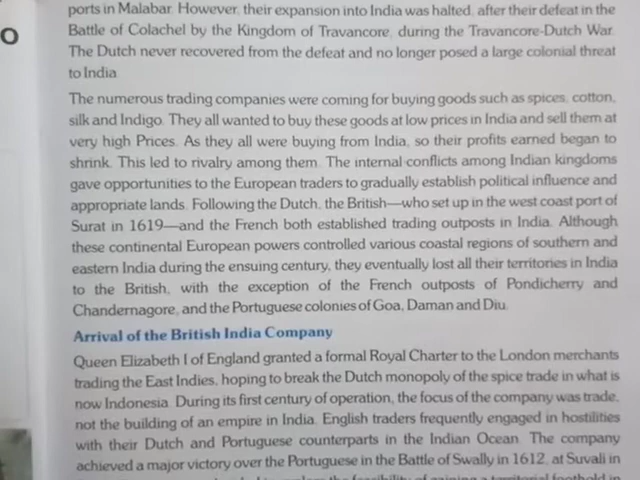 O
ports in Malabar. However, their expansion into India was halted, after their defeat in the
Battle of Colachel by the Kingdom of Travancore, during the Travancore-Dutch War.
The Dutch never recovered from the defeat and no longer posed a large colonial threat
to India
The numerous trading companies were coming for buying goods such as spices, cotton,
silk and Indigo. They all wanted to buy these goods at low prices in India and sell them at
very high Prices. As they all were buying from India, so their profits earned began to
shrink. This led to rivalry among them. The internal conflicts among Indian kingdoms
gave opportunities to the European traders to gradually establish political influence and
appropriate lands. Following the Dutch, the British—who set up in the west coast port of
Surat in 1619—and the French both established trading outposts in India. Although
these continental European powers controlled various coastal regions of southern and
eastern India during the ensuing century, they eventually lost all their territories in India
to the British, with the exception of the French outposts of Pondicherry and
Chandernagore, and the Portuguese colonies of Goa, Daman and Diu.
Arrival of the British India Company
Queen Elizabeth I of England granted a formal Royal Charter to the London merchants
trading the East Indies, hoping to break the Dutch monopoly of the spice trade in what is
now Indonesia. During its first century of operation, the focus of the company was trade,
not the building of an empire in India. English traders frequently engaged in hostilities
with their Dutch and Portuguese counterparts in the Indian Ocean. The company
achieved a major victory over the Portuguese in the Battle of Swally in 1612, at Suvali in